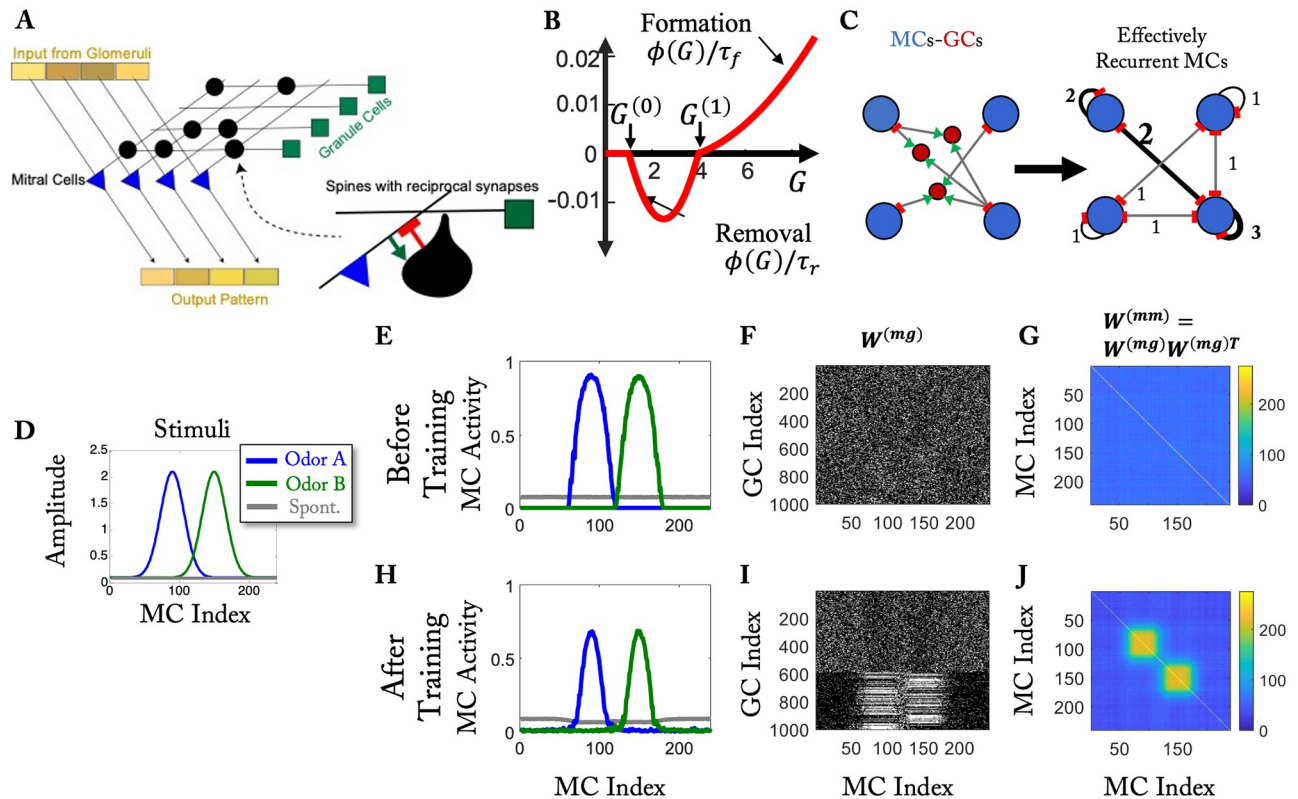 A
Input from Glomeruli
Granule Cells
Mitral Cells
Spines with reciprocal synapses
Output Pattern
B
Formation
ϕ(G)/τ_f
0.02
0.01
0
-0.01
G^(0)
G^(1)
2
4
6
G
Removal
ϕ(G)/τ_r
C
MCs-GCs
Effectively
Recurrent MCs
2
1
2
1
1
1
1
3
D
Stimuli
Amplitude
2.5
2
1.5
1
0.5
0
100
200
MC Index
Odor A
Odor B
Spont.
E
Before
Training
MC Activity
1
0.5
0
0
100
200
F
W^(mg)
GC Index
200
400
600
800
1000
50
100
150
200
G
W^(mm) =
W^(mg)W^(mg)T
MC Index
50
100
150
200
50
150
200
100
0
H
After
Training
MC Activity
1
0.5
0
0
100
200
MC Index
I
W^(mg)
GC Index
200
400
600
800
1000
50
100
150
200
MC Index
J
MC Index
50
100
150
200
50
150
200
100
0
MC Index